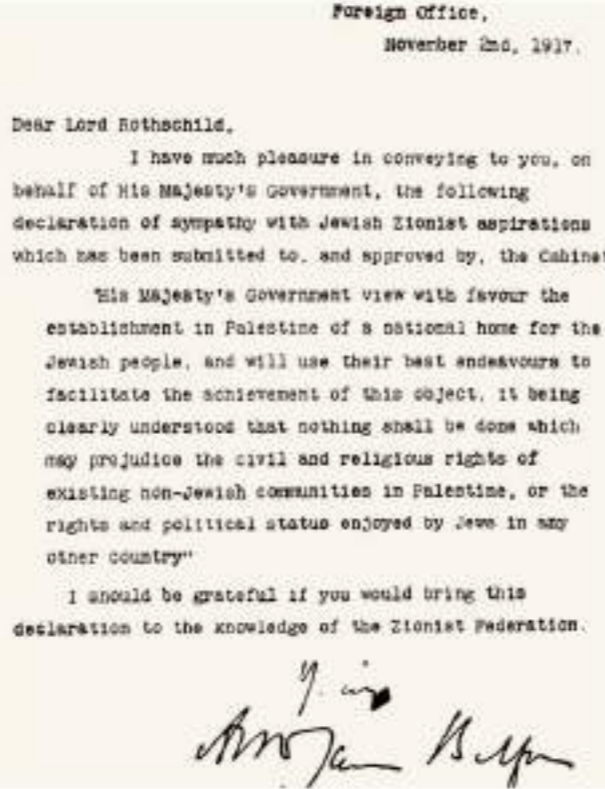 Foreign Office,
November 2nd, 1917.
Dear Lord Rothschild,
I have much pleasure in conveying to you, on
behalf of His Majesty's Government, the following
declaration of sympathy with Jewish Zionist aspirations
which has been submitted to, and approved by, the Cabinet
"His Majesty's Government view with favour the
establishment in Palestine of a national home for the
Jewish people, and will use their best endeavours to
facilitate the achievement of this object, it being
clearly understood that nothing shall be done which
may prejudice the civil and religious rights of
existing non-Jewish communities in Palestine, or the
rights and political status enjoyed by Jews in any
other country"
I should be grateful if you would bring this
declaration to the knowledge of the Zionist Federation.
Arthur James Balfour